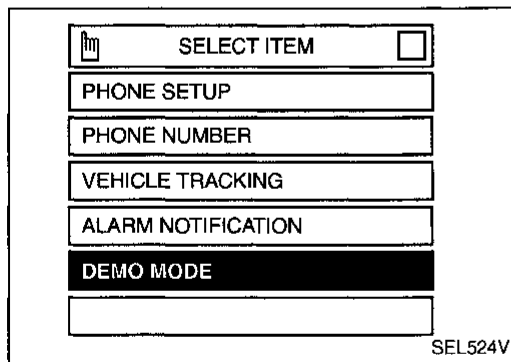 SELECT ITEM
PHONE SETUP
PHONE NUMBER
VEHICLE TRACKING
ALARM NOTIFICATION
DEMO MODE
SEL524V